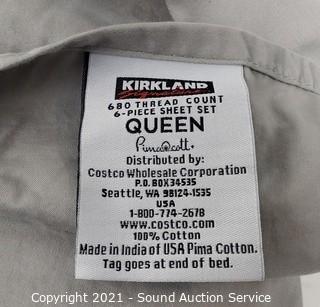 KIRKLAND
Signature
680 THREAD COUNT
6-PIECE SHEET SET
QUEEN
Pimacott
Distributed by:
Costco Wholesale Corporation
P.O. BOX34535
Seattle, WA 98124-1535
USA
1-800-774-2678
www.costco.com
100% Cotton
Made in India of USA Pima Cotton.
Tag goes at end of bed.
Copyright 2021 - Sound Auction Service